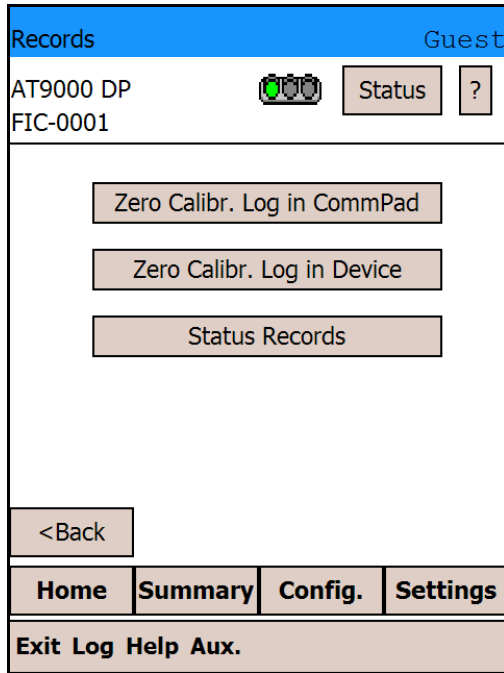 Records Guest
AT9000 DP Status ?
FIC-0001
Zero Calibr. Log in CommPad
Zero Calibr. Log in Device
Status Records
<Back
Home Summary Config. Settings
Exit Log Help Aux.